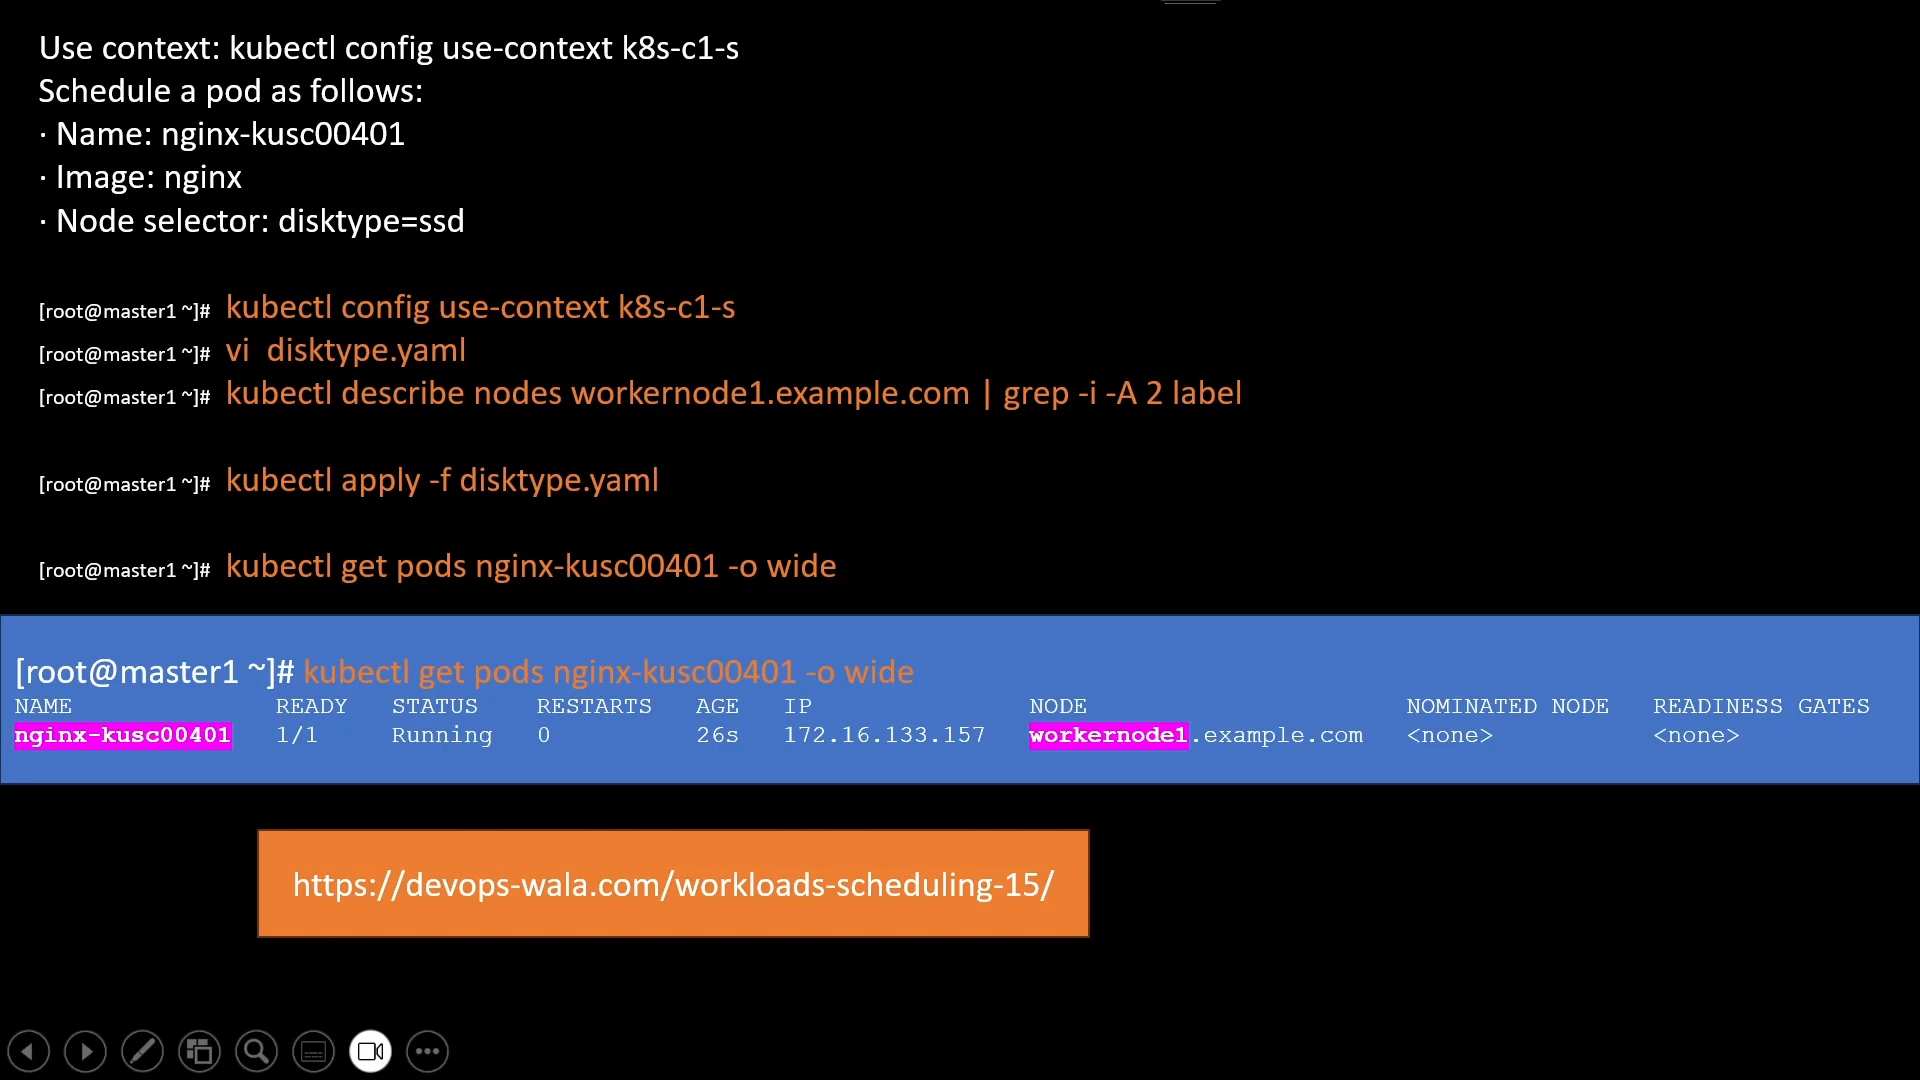 Use context: kubectl config use-context k8s-c1-s
Schedule a pod as follows:
· Name: nginx-kusc00401
· Image: nginx
· Node selector: disktype=ssd
[root@master1 ~]# kubectl config use-context k8s-c1-s
[root@master1 ~]# vi  disktype.yaml
[root@master1 ~]# kubectl describe nodes workernode1.example.com | grep -i -A 2 label
[root@master1 ~]# kubectl apply -f disktype.yaml
[root@master1 ~]# kubectl get pods nginx-kusc00401 -o wide
[root@master1 ~]# kubectl get pods nginx-kusc00401 -o wide
NAME READY STATUS RESTARTS AGE IP NODE NOMINATED NODE READINESS GATES
nginx-kusc00401 1/1 Running 0 26s 172.16.133.157 workernode1.example.com <none> <none>
https://devops-wala.com/workloads-scheduling-15/